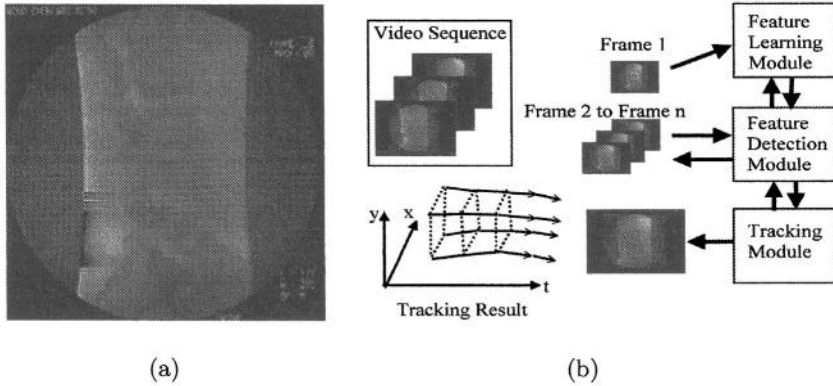 Video Sequence
Frame 1
Frame 2 to Frame n
Feature
Learning
Module
Feature
Detection
Module
Tracking
Module
y
x
t
Tracking Result
(a)
(b)